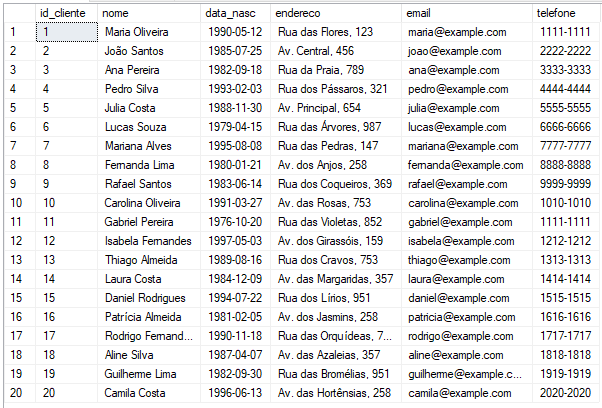 id_cliente nome data_nasc endereco email telefone
1 1 Maria Oliveira 1990-05-12 Rua das Flores, 123 maria@example.com 1111-1111
2 2 João Santos 1985-07-25 Av. Central, 456 joao@example.com 2222-2222
3 3 Ana Pereira 1982-09-18 Rua da Praia, 789 ana@example.com 3333-3333
4 4 Pedro Silva 1993-02-03 Rua dos Pássaros, 321 pedro@example.com 4444-4444
5 5 Julia Costa 1988-11-30 Av. Principal, 654 julia@example.com 5555-5555
6 6 Lucas Souza 1979-04-15 Rua das Árvores, 987 lucas@example.com 6666-6666
7 7 Mariana Alves 1995-08-08 Rua das Pedras, 147 mariana@example.com 7777-7777
8 8 Fernanda Lima 1980-01-21 Av. dos Anjos, 258 fernanda@example.com 8888-8888
9 9 Rafael Santos 1983-06-14 Rua dos Coqueiros, 369 rafael@example.com 9999-9999
10 10 Carolina Oliveira 1991-03-27 Av. das Rosas, 753 carolina@example.com 1010-1010
11 11 Gabriel Pereira 1976-10-20 Rua das Violetas, 852 gabriel@example.com 1111-1111
12 12 Isabela Fernandes 1997-05-03 Av. dos Girassóis, 159 isabela@example.com 1212-1212
13 13 Thiago Almeida 1989-08-16 Rua dos Cravos, 753 thiago@example.com 1313-1313
14 14 Laura Costa 1984-12-09 Av. das Margaridas, 357 laura@example.com 1414-1414
15 15 Daniel Rodrigues 1994-07-22 Rua dos Lírios, 951 daniel@example.com 1515-1515
16 16 Patrícia Almeida 1981-02-05 Av. dos Jasmins, 258 patricia@example.com 1616-1616
17 17 Rodrigo Fernand... 1990-11-18 Rua das Orquídeas, 7... rodrigo@example.com 1717-1717
18 18 Aline Silva 1987-04-07 Av. das Azaleias, 357 aline@example.com 1818-1818
19 19 Guilherme Lima 1982-09-30 Rua das Bromélias, 951 guilherme@example.c... 1919-1919
20 20 Camila Costa 1996-06-13 Av. das Hortênsias, 258 camila@example.com 2020-2020